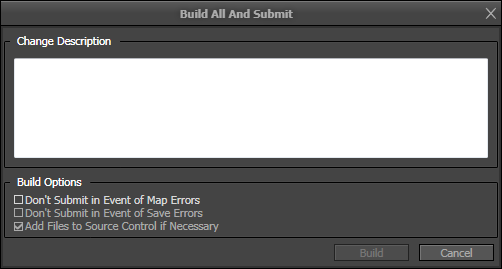 Build All And Submit
Change Description
Build Options
Don't Submit in Event of Map Errors
Don't Submit in Event of Save Errors
Add Files to Source Control if Necessary
Build Cancel